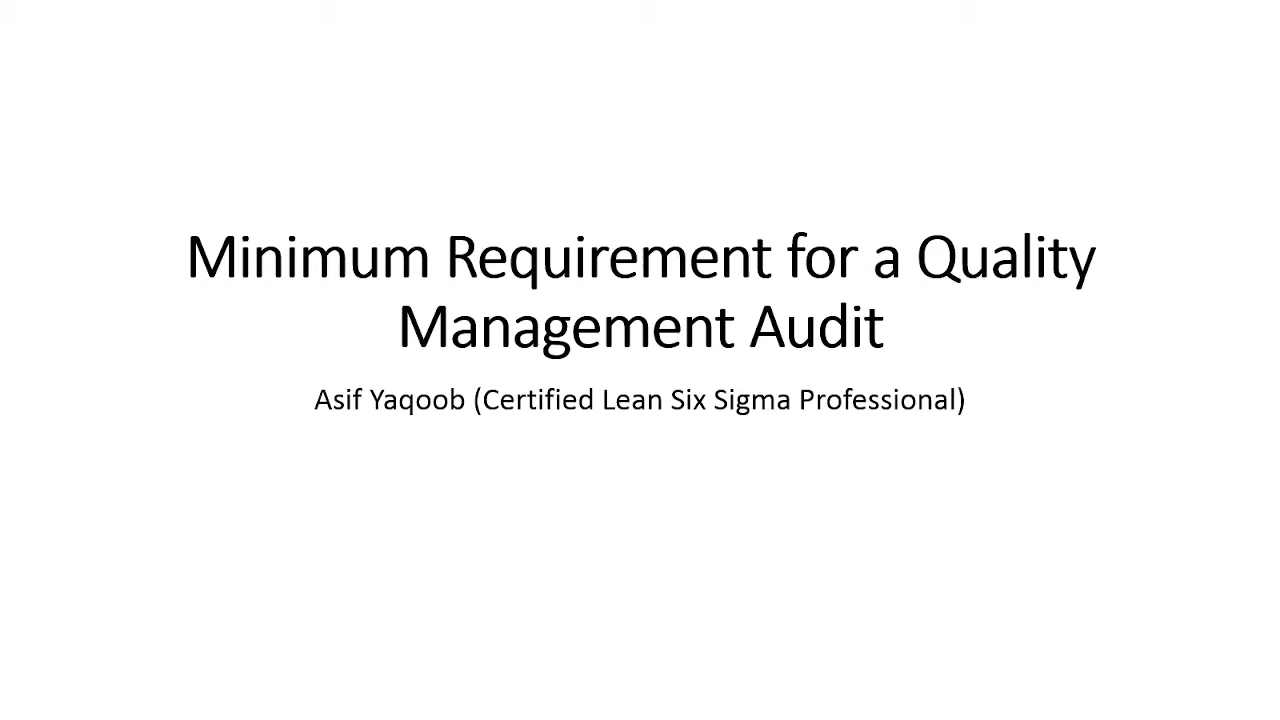 Minimum Requirement for a Quality
Management Audit
Asif Yaqoob (Certified Lean Six Sigma Professional)